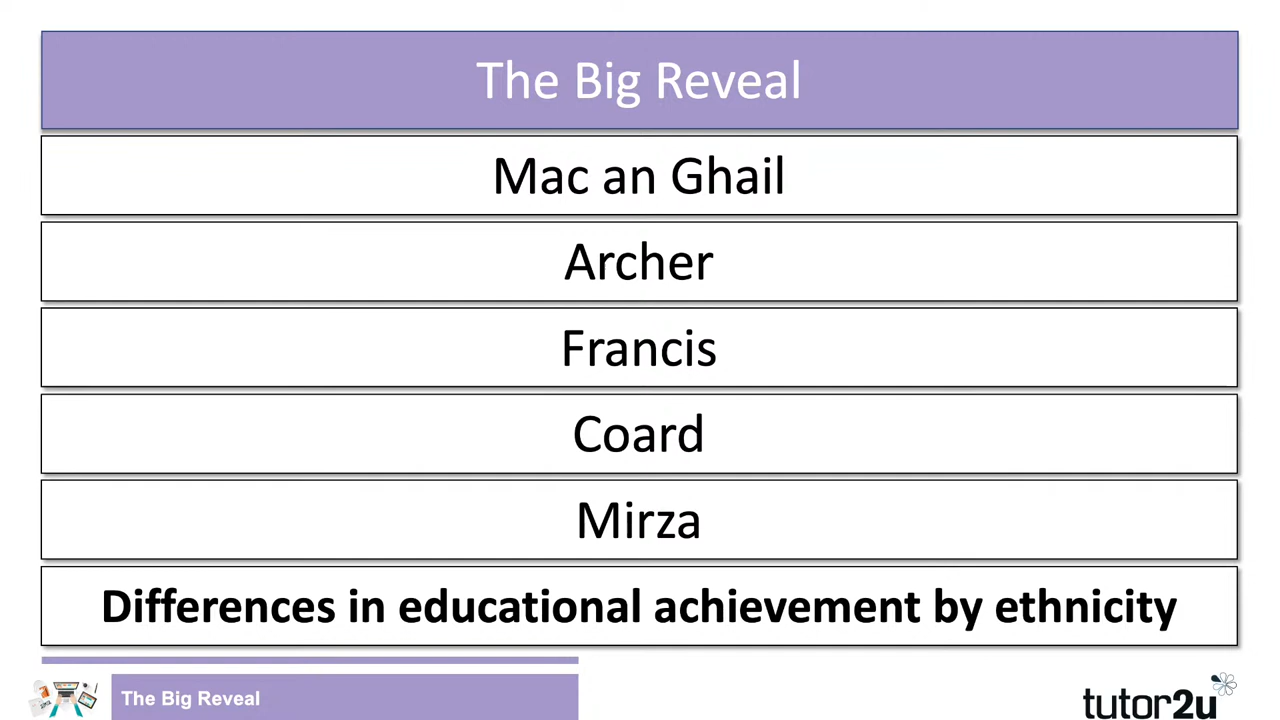 The Big Reveal
Mac an Ghail
Archer
Francis
Coard
Mirza
Differences in educational achievement by ethnicity
The Big Reveal
tutor2u